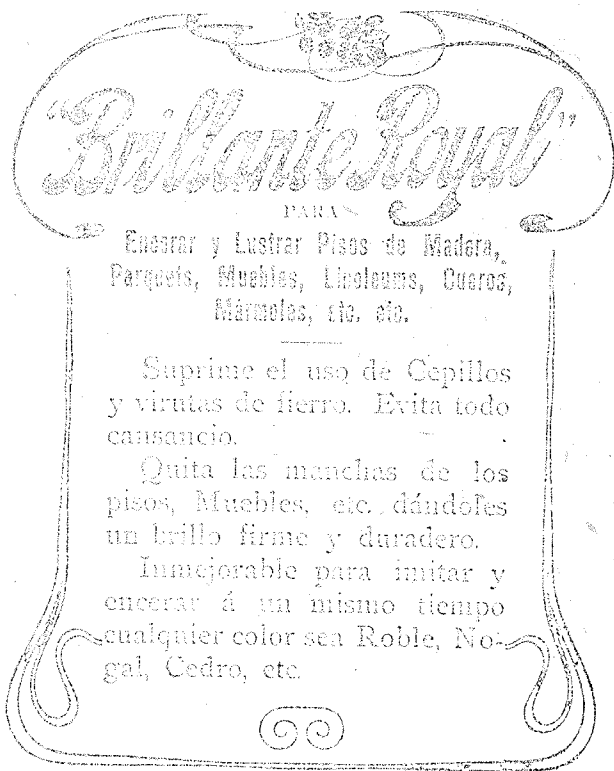 “Brillante Royal”
PARA
Encerar y Lustrar Pisos de Madera,
Parquets, Muebles, Linoleums, Cueros,
Mármoles, etc. etc.
Suprime el uso de Cepillos
y virutas de fierro. Evita todo
cansancio.
Quita las manchas de los
pisos, Muebles, etc. dándoles
un brillo firme y duradero.
Inmejorable para imitar y
encerar á un mismo tiempo
cualquier color sea Roble, No-
gal, Cedro, etc.